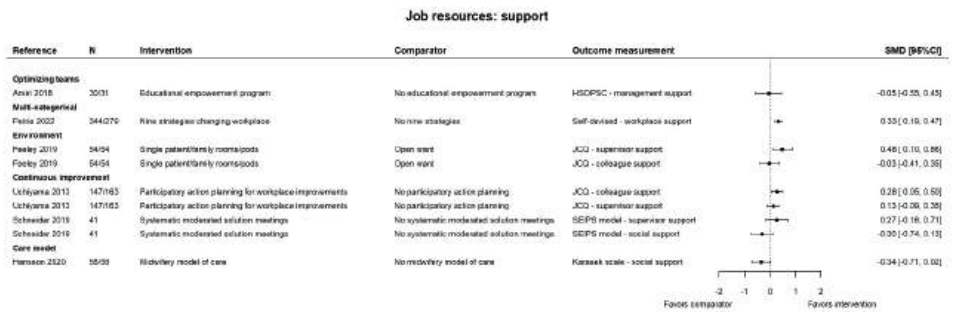 Job resources: support
Reference N Intervention Comparator Outcome measurement SMD [95%CI]
Optimizing teams
Amiri 2018 30/31 Educational empowerment program No educational empowerment program HSOPSC - management support -0.05 [-0.55, 0.45]
Multi-categorical
344/279 Nine strategies changing workplace No nine strategies Self-devised - workplace support 0.33 [0.19, 0.47]
Environment
Feeley 2019 54/54 Single patient/family rooms/pods Open ward JCQ - supervisor support 0.48 [0.10, 0.86]
Feeley 2019 54/54 Single patient/family rooms/pods Open ward JCQ - colleague support -0.03 [-0.41, 0.35]
Continuous improvement
Uchiyama 2013 147/163 Participatory action planning for workplace improvements No participatory action planning JCQ - colleague support 0.28 [0.05, 0.50]
Uchiyama 2013 147/163 Participatory action planning for workplace improvements No participatory action planning JCQ - supervisor support 0.13 [-0.09, 0.36]
Schneider 2019 41 Systematic moderated solution meetings No systematic moderated solution meetings SEIPS model - supervisor support 0.27 [-0.18, 0.71]
Schneider 2019 41 Systematic moderated solution meetings No systematic moderated solution meetings SEIPS model - social support -0.30 [-0.74, 0.13]
Care model
Hansson 2020 58/58 Midwifery model of care No midwifery model of care Karasek scale - social support -0.34 [-0.71, 0.02]
-2 -1 0 1 2
Favors comparator Favors intervention